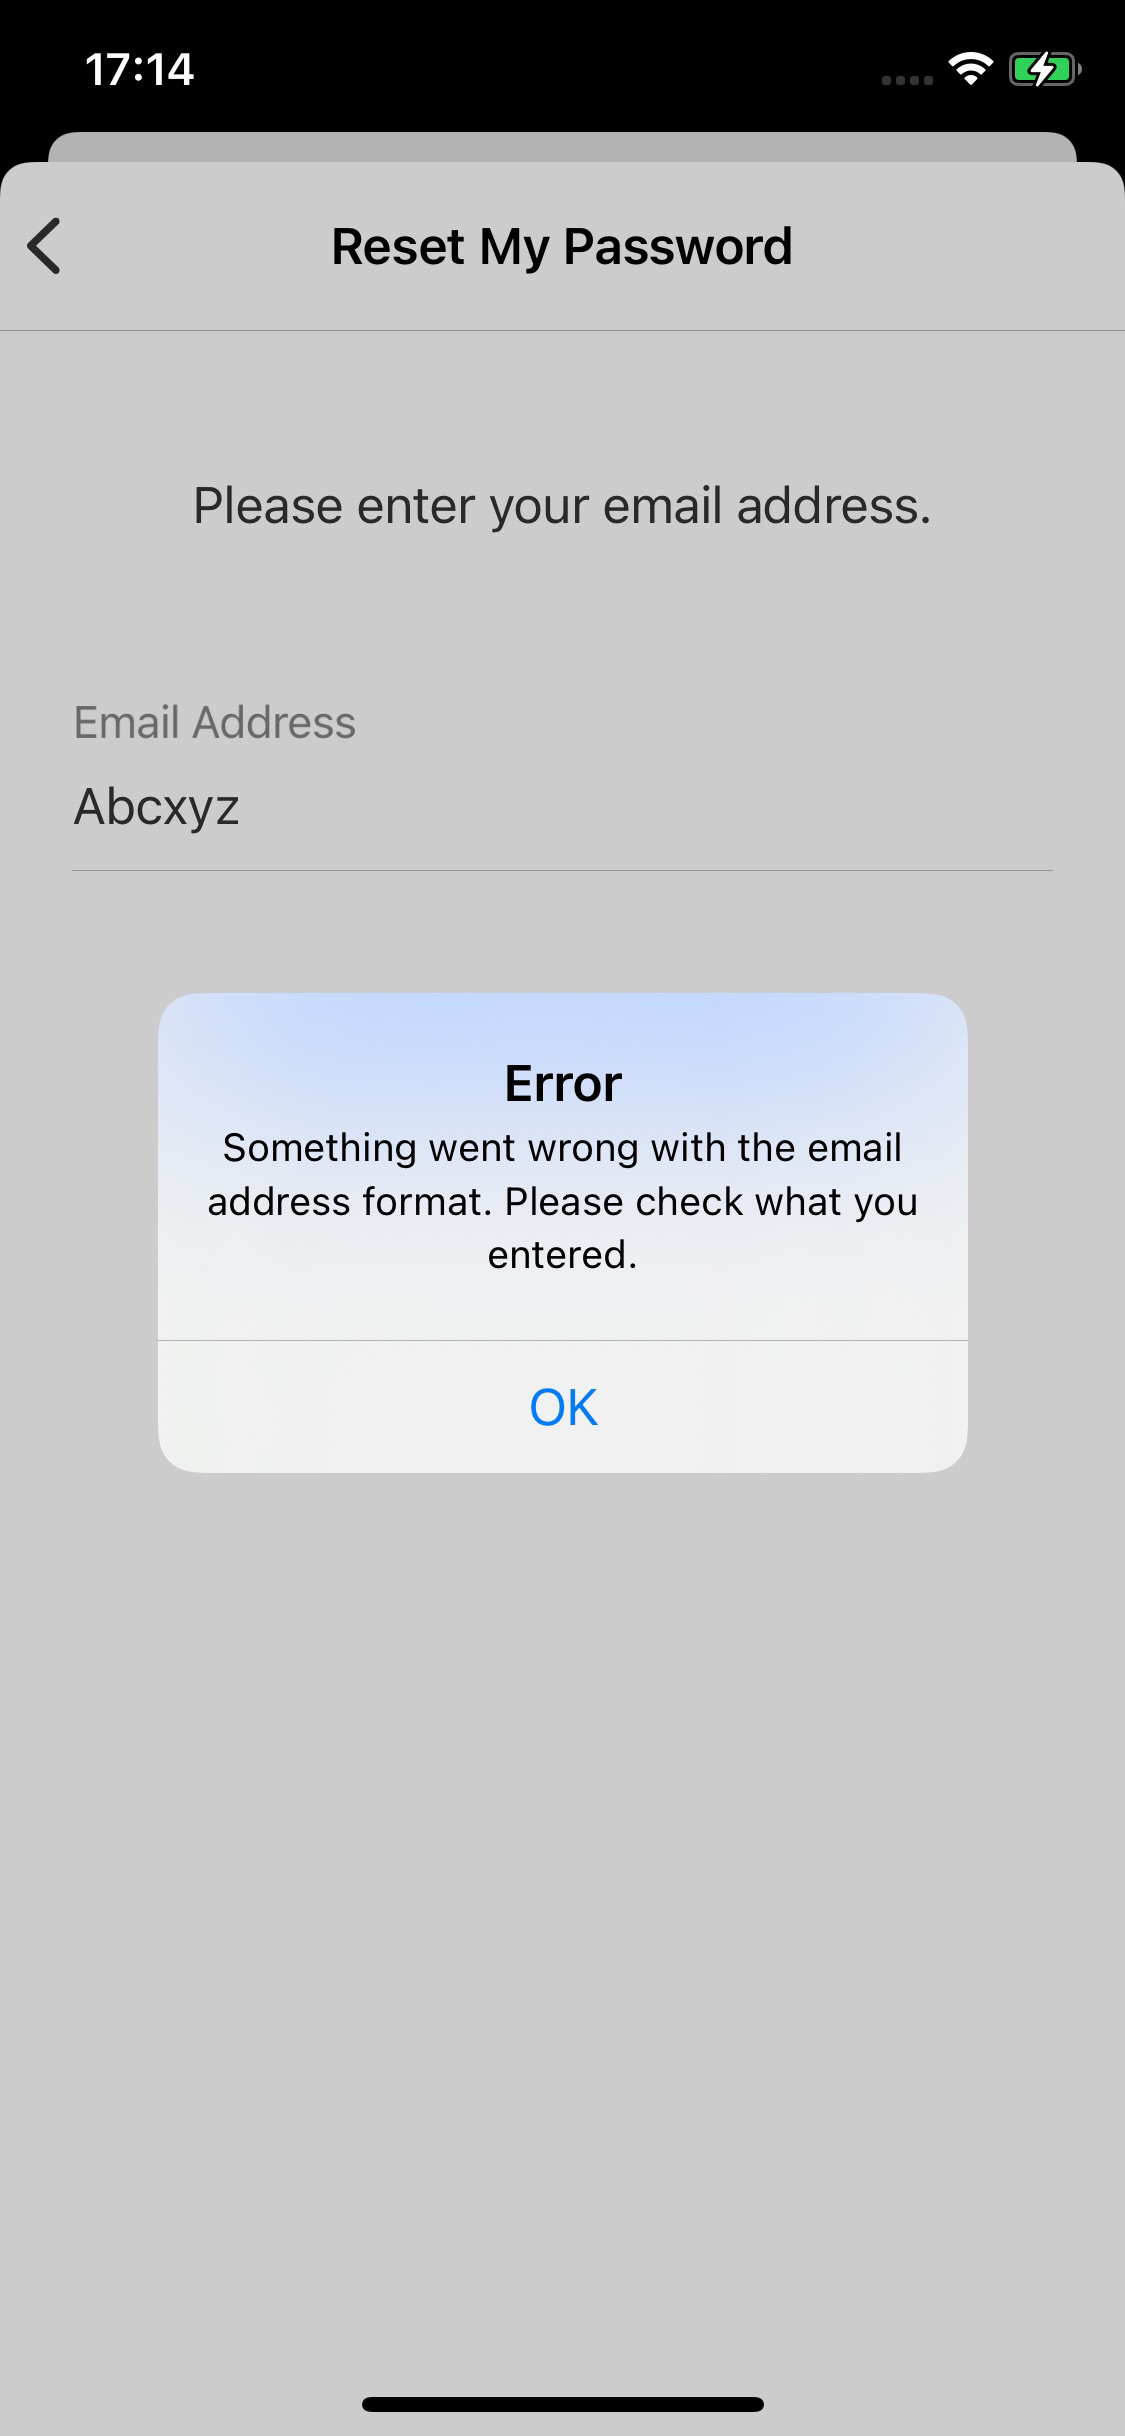 17:14
Reset My Password
Please enter your email address.
Email Address
Abcxyz
Error
Something went wrong with the email
address format. Please check what you
entered.
OK